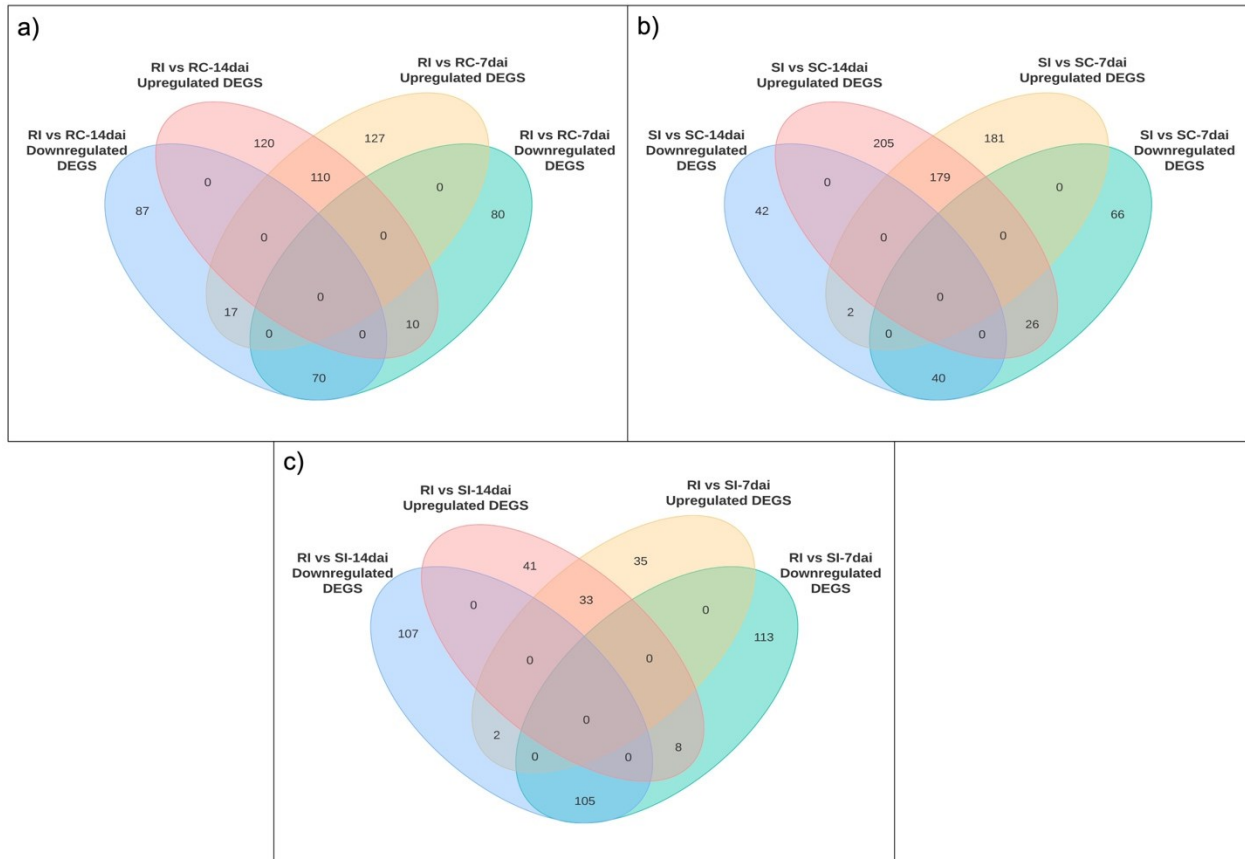 a)
RI vs RC-14dai
Upregulated DEGS
RI vs RC-7dai
Upregulated DEGS
RI vs RC-14dai
Downregulated
DEGS
RI vs RC-7dai
Downregulated
DEGS
120
127
110
0
0
87
80
0
0
0
17
10
0
0
70
b)
SI vs SC-14dai
Upregulated DEGS
SI vs SC-7dai
Upregulated DEGS
SI vs SC-14dai
Downregulated
DEGS
SI vs SC-7dai
Downregulated
DEGS
205
181
179
0
0
42
66
0
0
0
2
26
0
0
40
c)
RI vs SI-14dai
Upregulated DEGS
RI vs SI-7dai
Upregulated DEGS
RI vs SI-14dai
Downregulated
DEGS
RI vs SI-7dai
Downregulated
DEGS
41
35
33
0
0
107
113
0
0
0
2
8
0
0
105